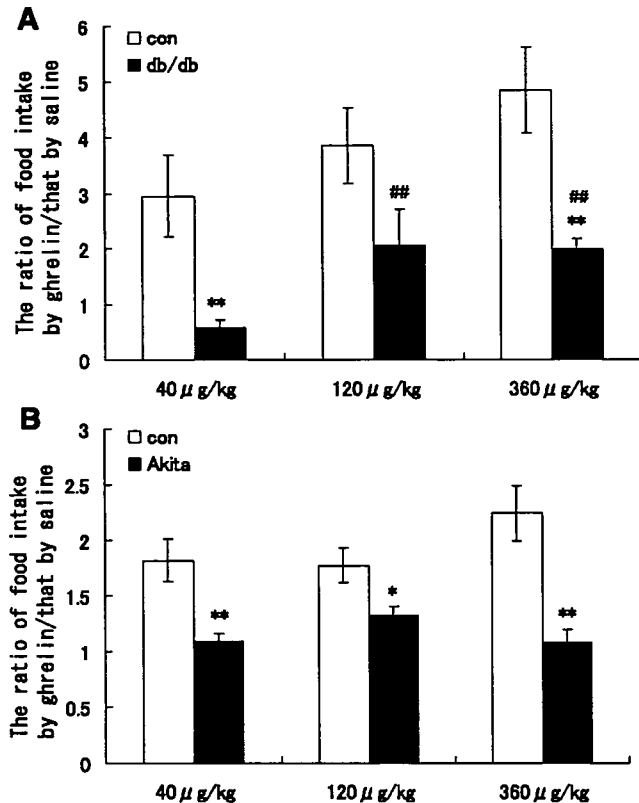 A
con
db/db
The ratio of food intake
by ghrelin/that by saline
6
5
4
3
2
1
0
**
##
##
**
40 μ g/kg
120 μ g/kg
360 μ g/kg
B
con
Akita
The ratio of food intake
by ghrelin/that by saline
2.5
2
1.5
1
0.5
0
**
*
**
40 μ g/kg
120 μ g/kg
360 μ g/kg